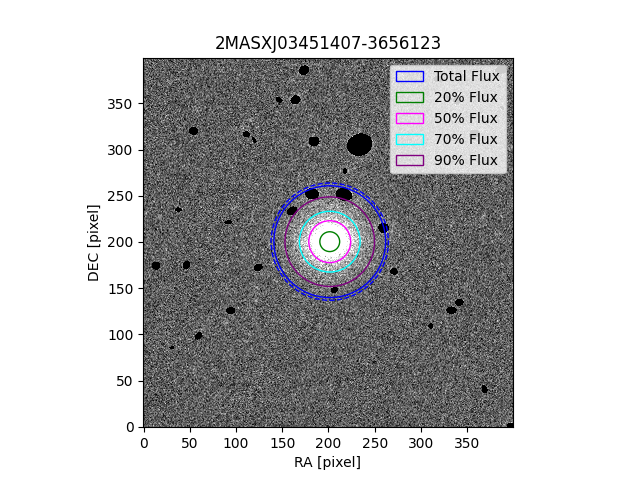 2MASXJ03451407-3656123
Total Flux
20% Flux
50% Flux
70% Flux
90% Flux
350
300
250
200
150
100
50
0
DEC [pixel]
0 50 100 150 200 250 300 350
RA [pixel]